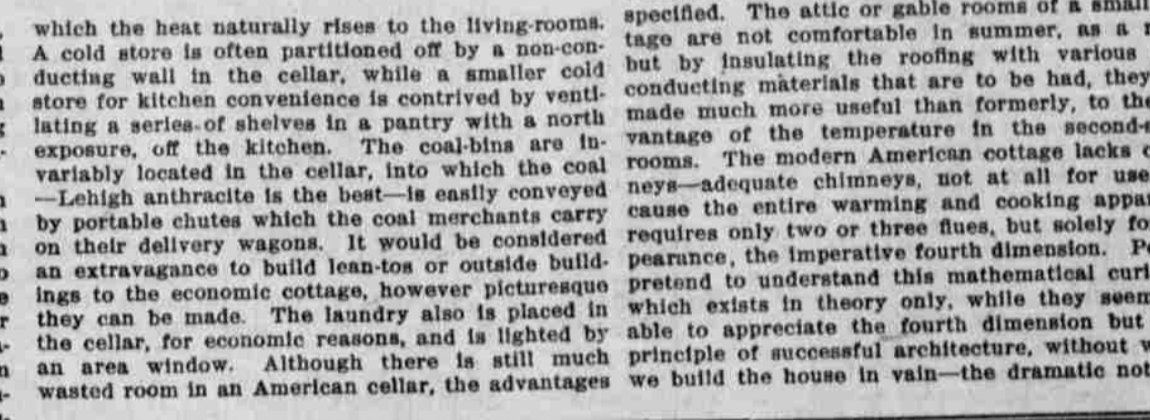 which the heat naturally rises to the living-rooms.
A cold store is often partitioned off by a non-con-
ducting wall in the cellar, while a smaller cold
store for kitchen convenience is contrived by venti-
lating a series of shelves in a pantry with a north
exposure, off the kitchen. The coal-bins are in-
variably located in the cellar, into which the coal
—Lehigh anthracite is the best—is easily conveyed
by portable chutes which the coal merchants carry
on their delivery wagons. It would be considered
an extravagance to build lean-tos or outside build-
ings to the economic cottage, however picturesque
they can be made. The laundry also is placed in
the cellar, for economic reasons, and is lighted by
an area window. Although there is still much
wasted room in an American cellar, the advantages
specified. The attic or gable rooms of a small
tage are not comfortable in summer, as a
but by insulating the roofing with various
conducting materials that are to be had, they
made much more useful than formerly, to the
vantage of the temperature in the second-
rooms. The modern American cottage lacks
neys—adequate chimneys, not at all for use
cause the entire warming and cooking appa
requires only two or three flues, but solely fo
pearance, the imperative fourth dimension. Pe
pretend to understand this mathematical curi
which exists in theory only, while they seem
able to appreciate the fourth dimension but
principle of successful architecture, without w
we build the house in vain—the dramatic not